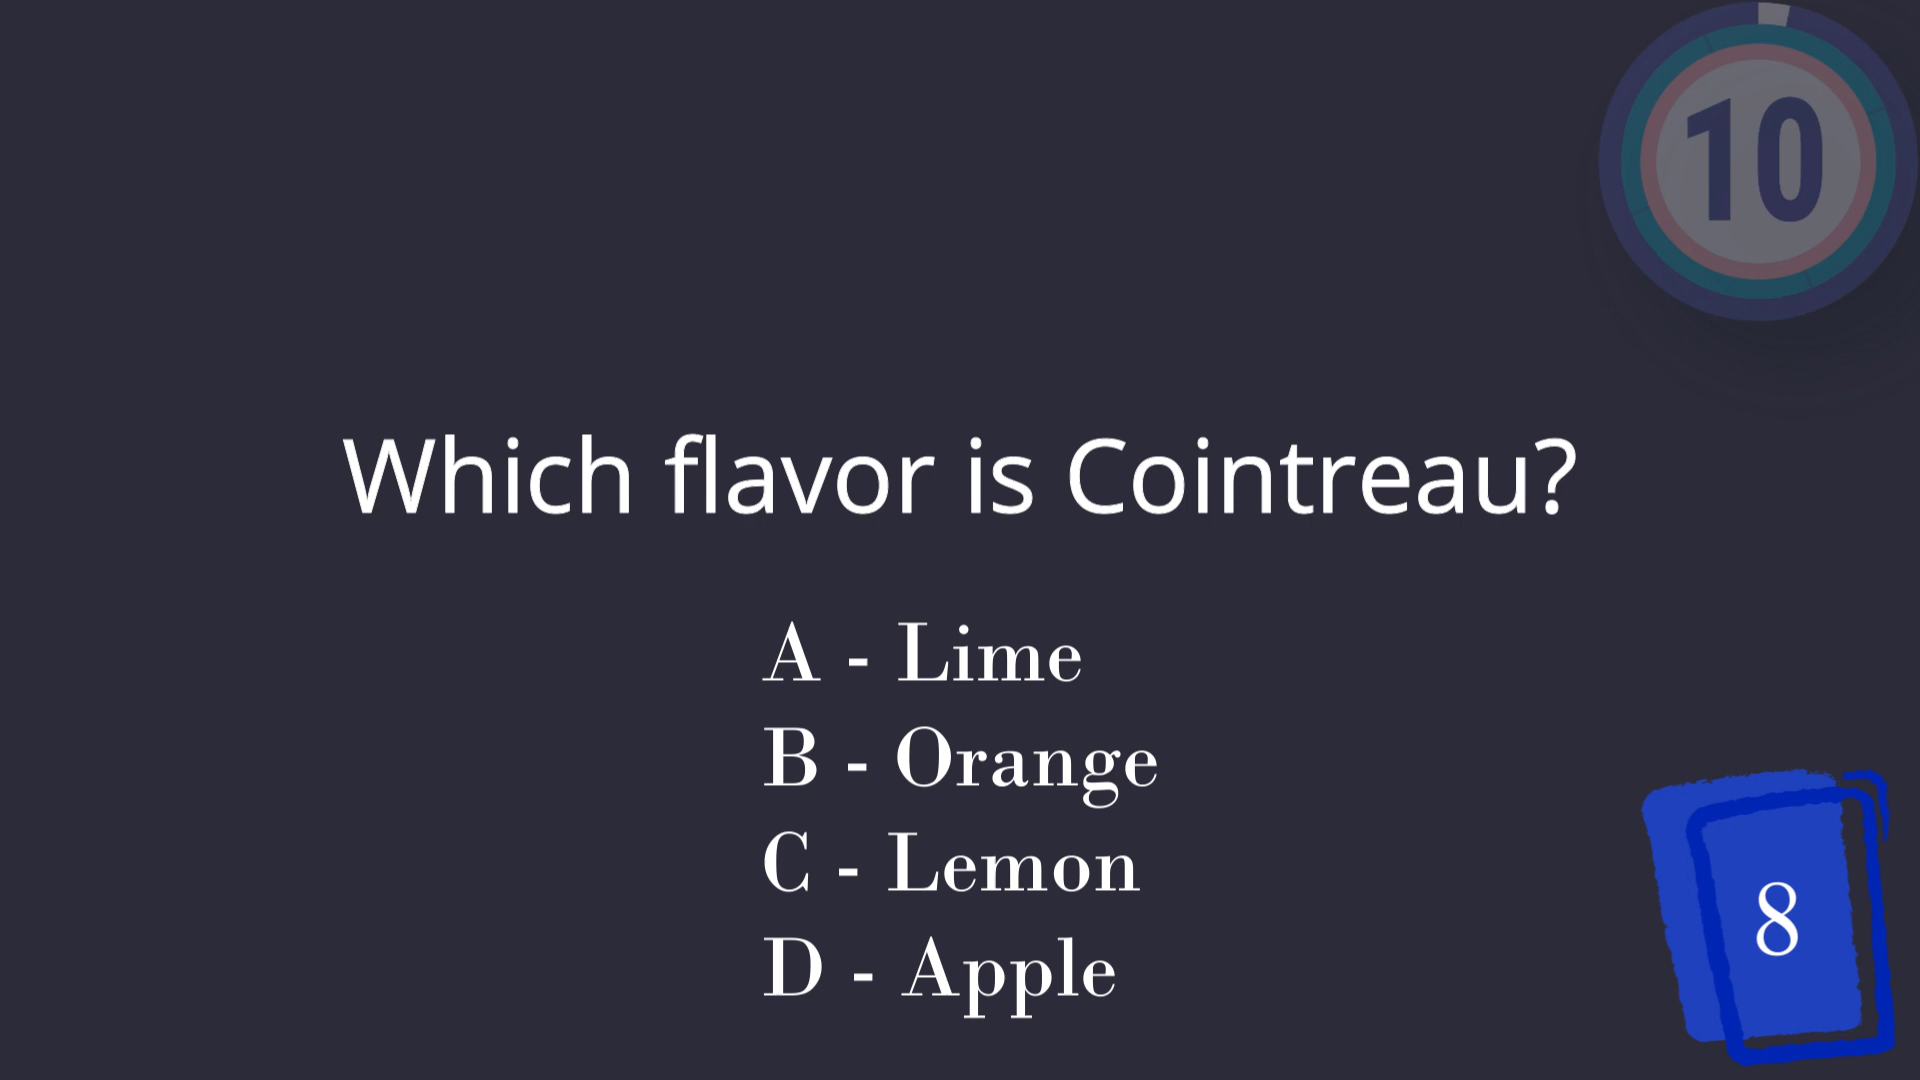 10
Which flavor is Cointreau?
A - Lime
B - Orange
C - Lemon
D - Apple
8